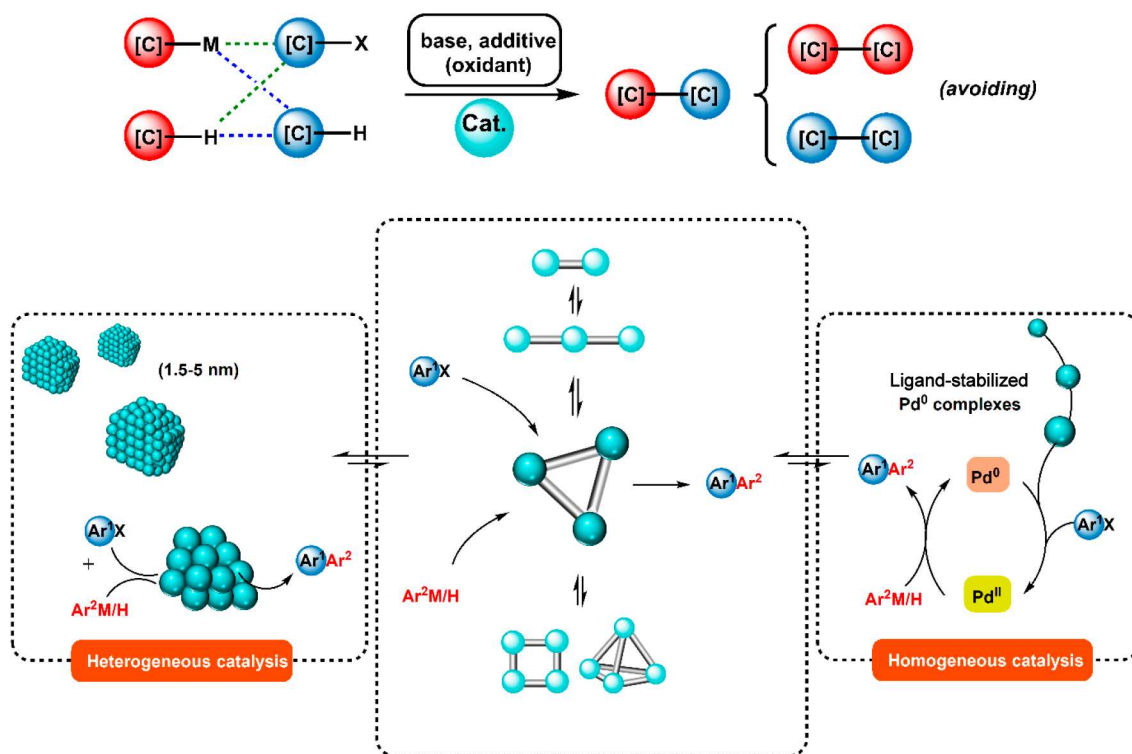 [C] M [C] X
[C] H [C] H
base, additive
(oxidant)
Cat.
[C] [C]
[C] [C]
[C] [C]
(avoiding)
(1.5-5 nm)
Ar¹X
+
Ar²M/H
Ar¹Ar²
Heterogeneous catalysis
Ar¹X
Ar²M/H
Ar¹Ar²
Ligand-stabilized
Pd⁰ complexes
Ar¹Ar²
Pd⁰
Ar¹X
Ar²M/H
Pdᴵᴵ
Homogeneous catalysis